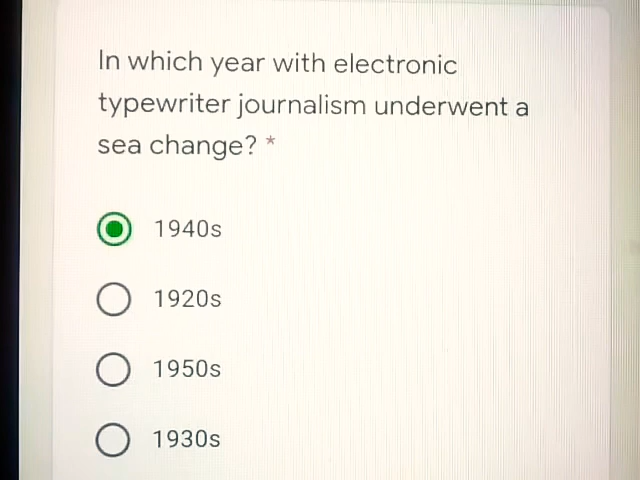 In which year with electronic
typewriter journalism underwent a
sea change? *
1940s
1920s
1950s
1930s